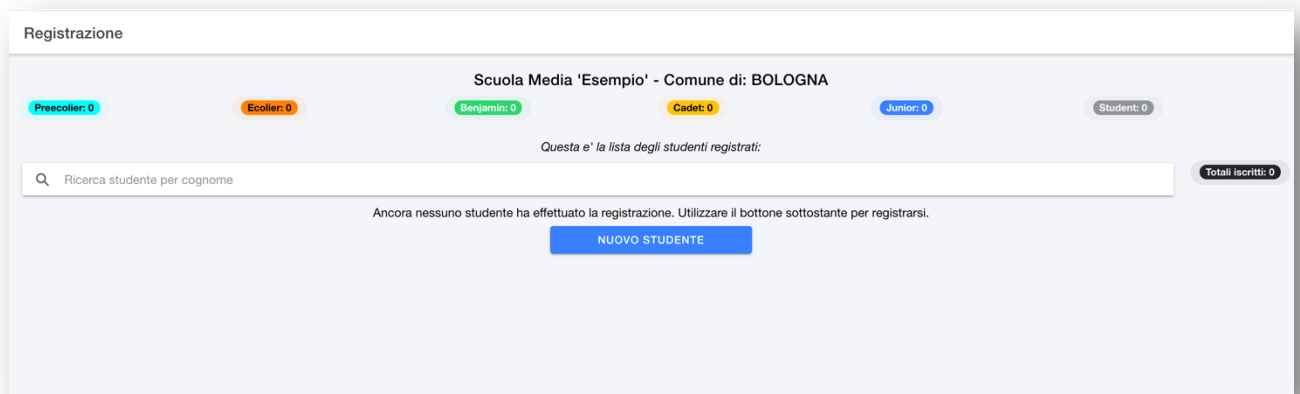 Registrazione
Scuola Media 'Esempio' - Comune di: BOLOGNA
Preecolier: 0 Ecolier: 0 Benjamin: 0 Cadet: 0 Junior: 0 Student: 0
Questa e' la lista degli studenti registrati:
Ricerca studente per cognome Totali iscritti: 0
Ancora nessuno studente ha effettuato la registrazione. Utilizzare il bottone sottostante per registrarsi.
NUOVO STUDENTE